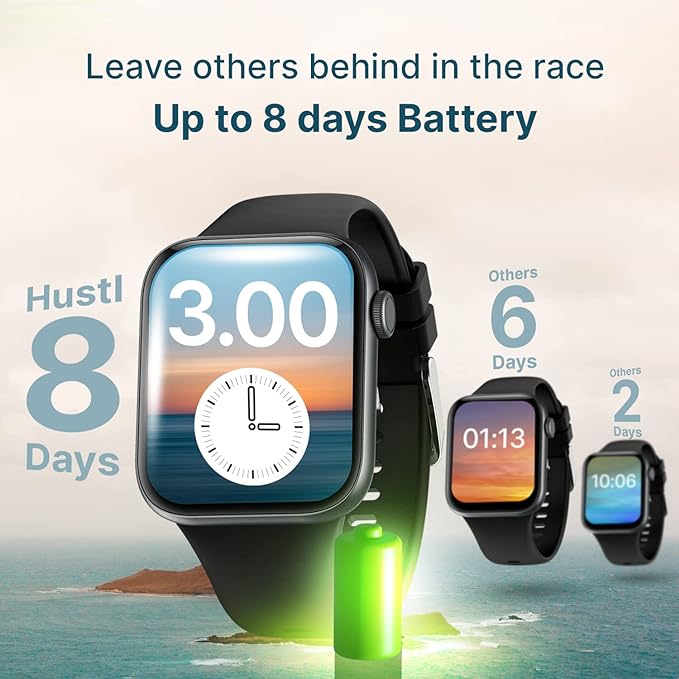 Leave others behind in the race
Up to 8 days Battery
Hustl
8
Days
3.00
Others
6
Days
01:13
Others
2
Days
10:06